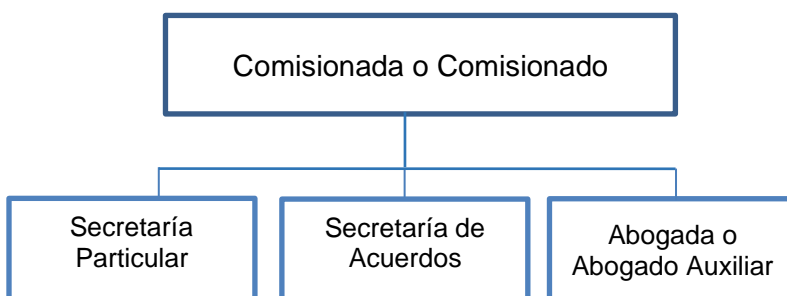 Comisionada o Comisionado
Secretaría
Particular
Secretaría de
Acuerdos
Abogada o
Abogado Auxiliar